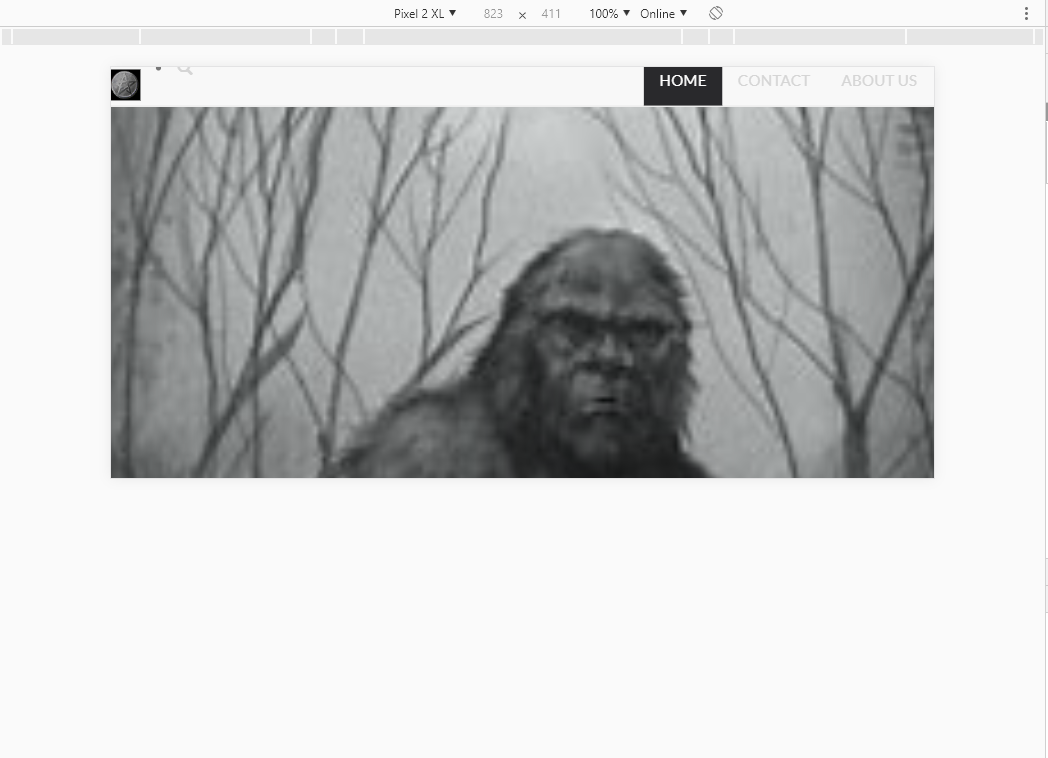 Pixel 2 XL ▼ 823 × 411 100% ▼ Online ▼
HOME CONTACT ABOUT US